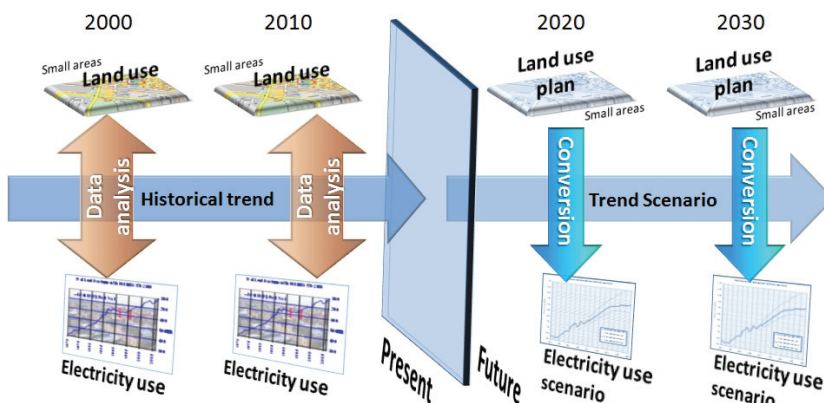 2000
2010
2020
2030
Small areas
Land use
Small areas
Land use
Land use
plan
Small areas
Land use
plan
Small areas
Data
analysis
Historical trend
Data
analysis
Conversion
Trend Scenario
Conversion
Electricity use
Electricity use
Present
Future
Electricity use
scenario
Electricity use
scenario